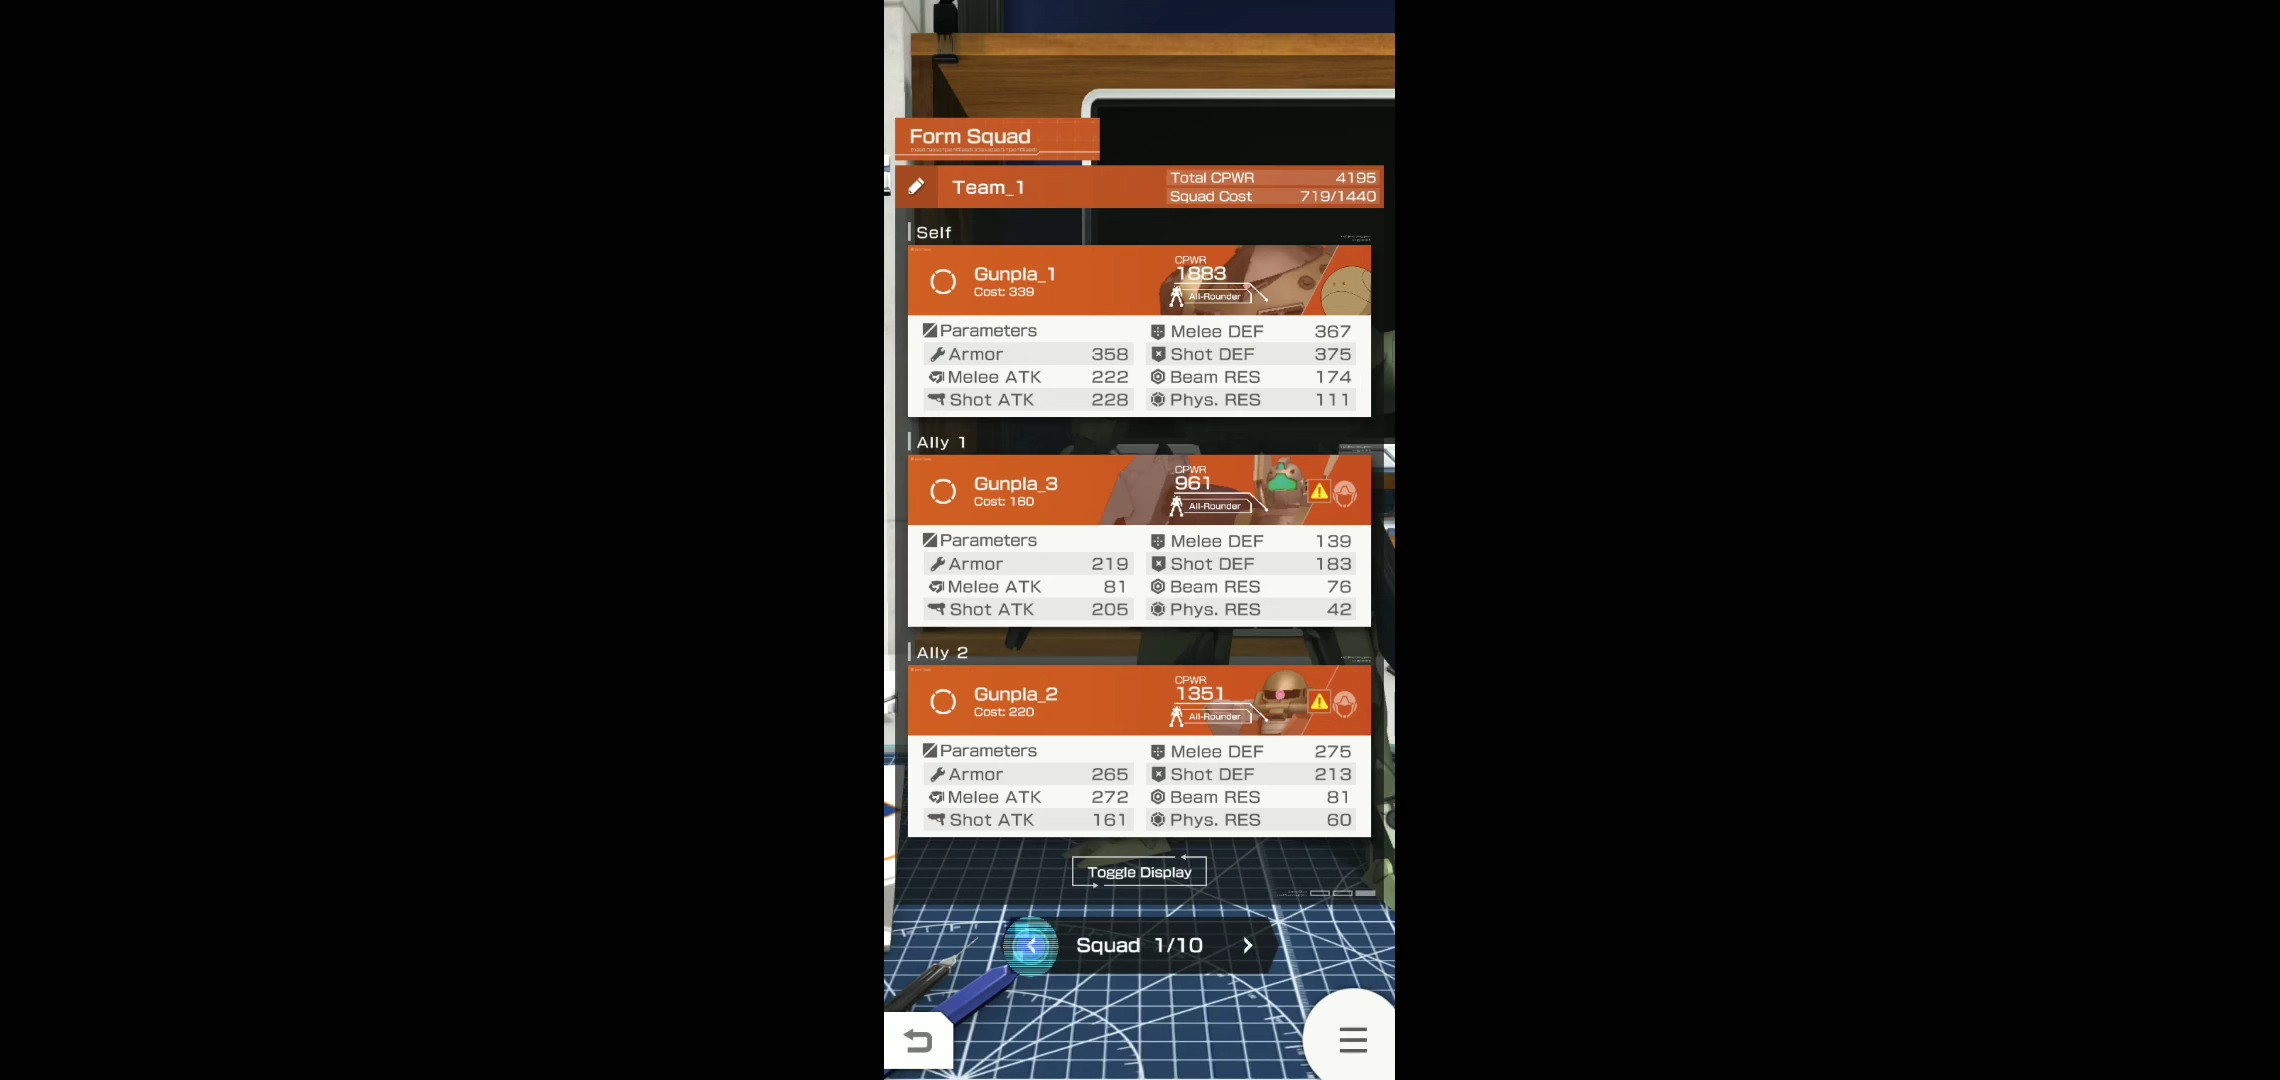 Form Squad
Team_1
Total CPWR 4195
Squad Cost 719/1440
Self
Gunpla_1
Cost: 339
CPWR
1883
All-Rounder
Parameters
Armor 358
Melee ATK 222
Shot ATK 228
Melee DEF 367
Shot DEF 375
Beam RES 174
Phys. RES 111
Ally 1
Gunpla_3
Cost: 160
CPWR
961
All-Rounder
Parameters
Armor 219
Melee ATK 81
Shot ATK 205
Melee DEF 139
Shot DEF 183
Beam RES 76
Phys. RES 42
Ally 2
Gunpla_2
Cost: 220
CPWR
1351
All-Rounder
Parameters
Armor 265
Melee ATK 272
Shot ATK 161
Melee DEF 275
Shot DEF 213
Beam RES 81
Phys. RES 60
Toggle Display
Squad 1/10